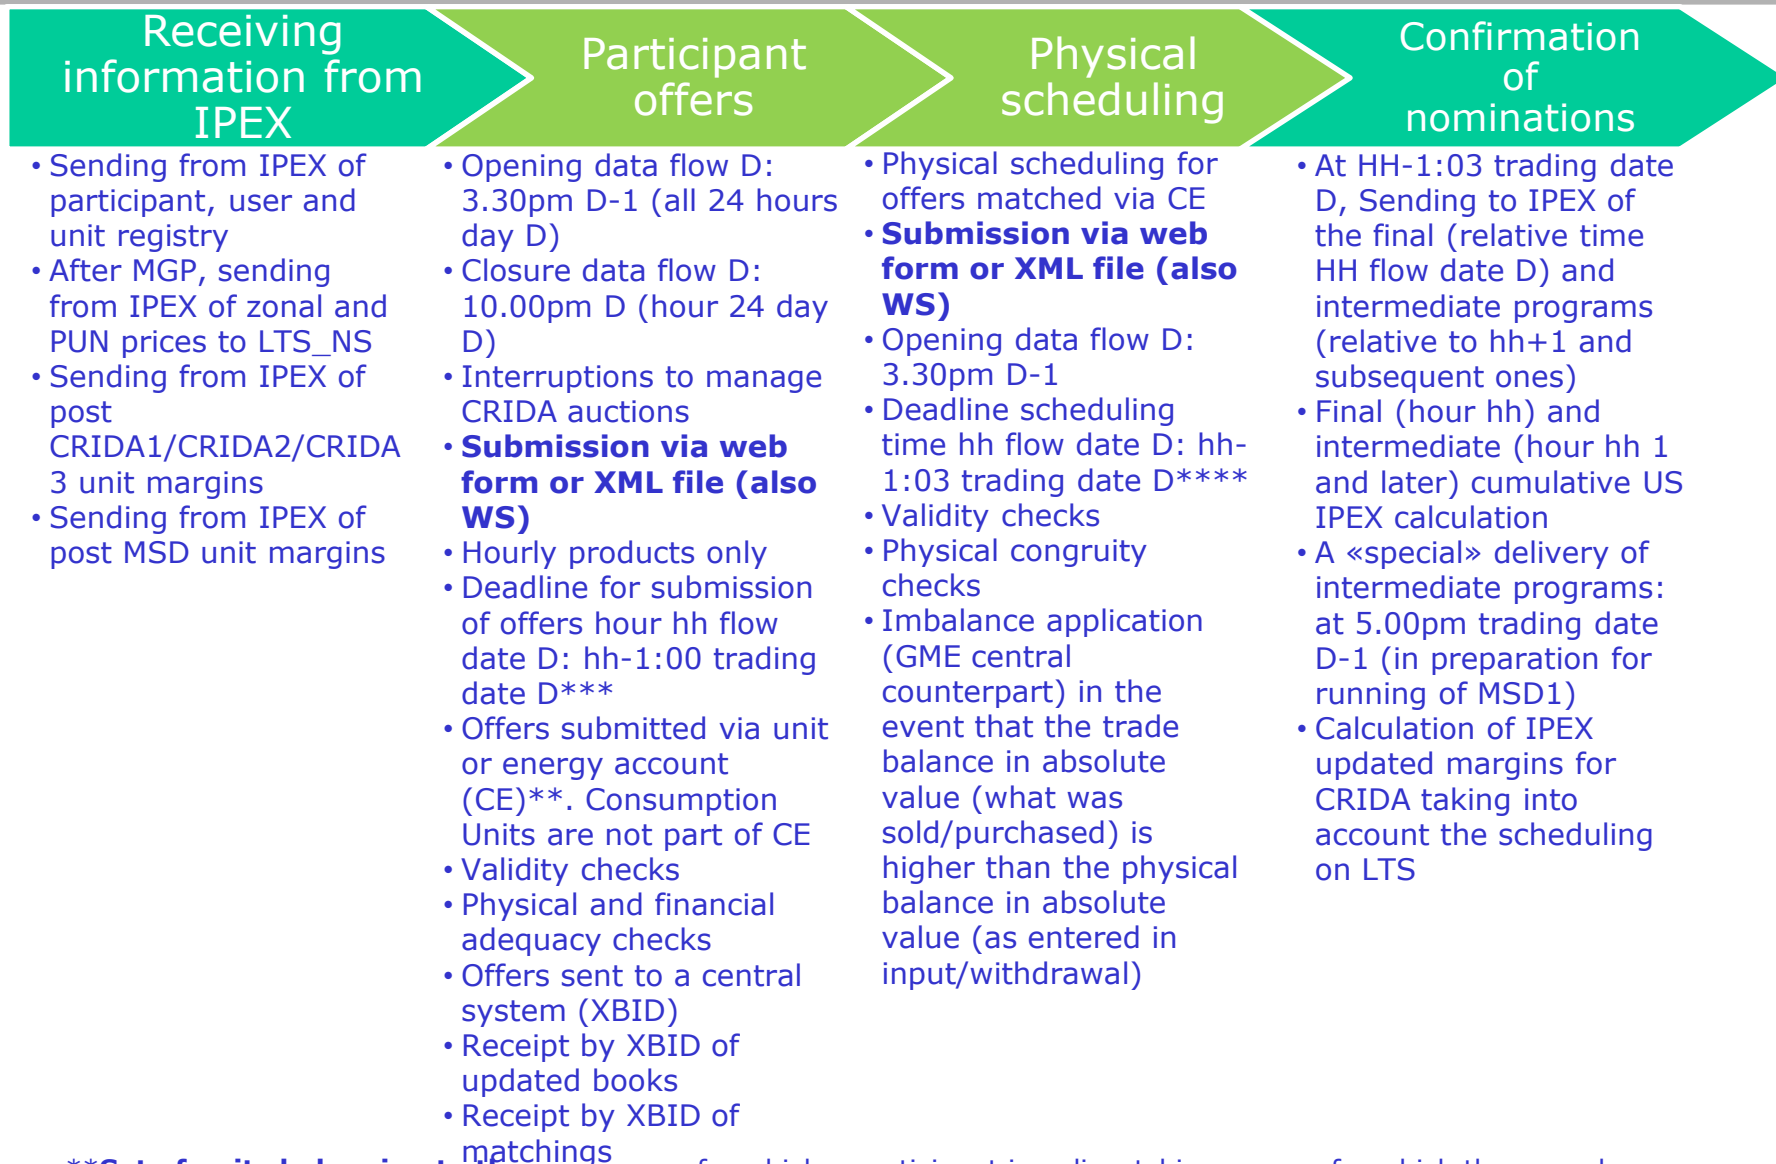 Receiving
information from
IPEX
Participant
offers
Physical
scheduling
Confirmation
of
nominations
• Sending from IPEX of
participant, user and
unit registry
• After MGP, sending
from IPEX of zonal and
PUN prices to LTS_NS
• Sending from IPEX of
post
CRIDA1/CRIDA2/CRIDA
3 unit margins
• Sending from IPEX of
post MSD unit margins
• Opening data flow D:
3.30pm D-1 (all 24 hours
day D)
• Closure data flow D:
10.00pm D (hour 24 day
D)
• Interruptions to manage
CRIDA auctions
• Submission via web
form or XML file (also
WS)
• Hourly products only
• Deadline for submission
of offers hour hh flow
date D: hh-1:00 trading
date D***
• Offers submitted via unit
or energy account
(CE)**. Consumption
Units are not part of CE
• Validity checks
• Physical and financial
adequacy checks
• Offers sent to a central
system (XBID)
• Receipt by XBID of
updated books
• Receipt by XBID of
matchings
• Physical scheduling for
offers matched via CE
• Submission via web
form or XML file (also
WS)
• Opening data flow D:
3.30pm D-1
• Deadline scheduling
time hh flow date D: hh-
1:03 trading date D****
• Validity checks
• Physical congruity
checks
• Imbalance application
(GME central
counterpart) in the
event that the trade
balance in absolute
value (what was
sold/purchased) is
higher than the physical
balance in absolute
value (as entered in
input/withdrawal)
• At HH-1:03 trading date
D, Sending to IPEX of
the final (relative time
HH flow date D) and
intermediate programs
(relative to hh+1 and
subsequent ones)
• Final (hour hh) and
intermediate (hour hh 1
and later) cumulative US
IPEX calculation
• A «special» delivery of
intermediate programs:
at 5.00pm trading date
D-1 (in preparation for
running of MSD1)
• Calculation of IPEX
updated margins for
CRIDA taking into
account the scheduling
on LTS